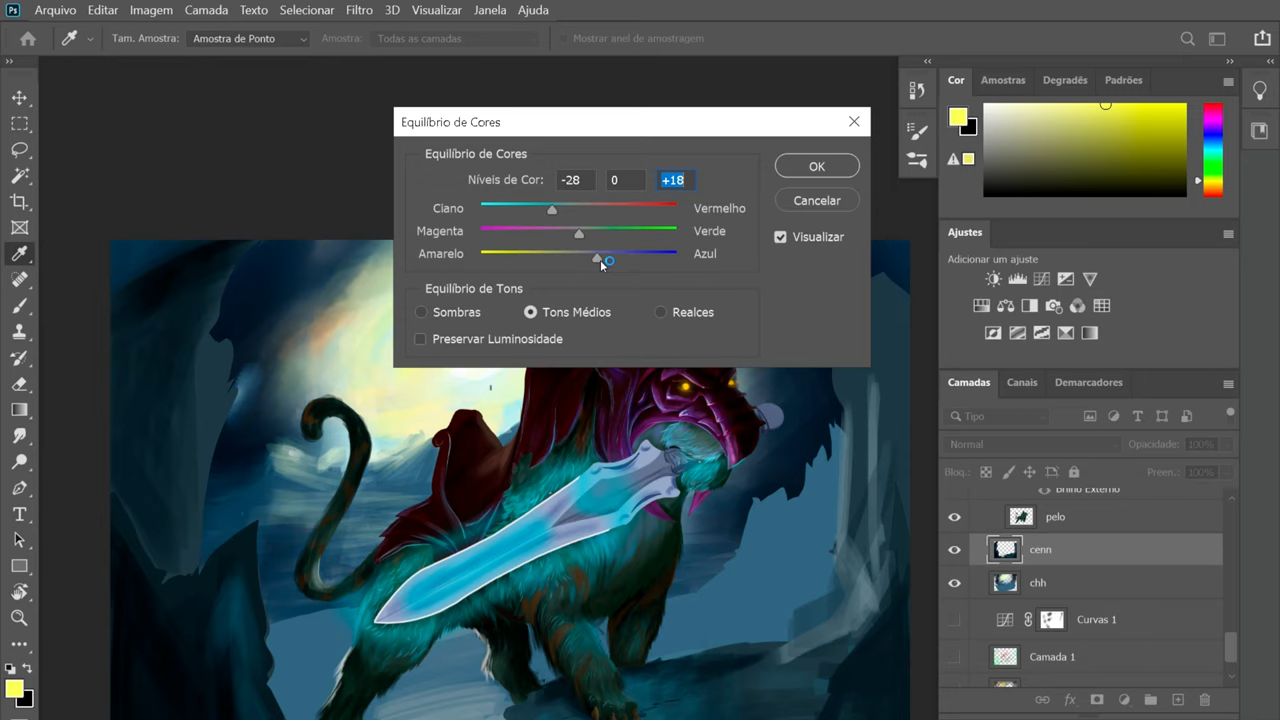 Ps Arquivo Editar Imagem Camada Texto Selecionar Filtro 3D Visualizar Janela Ajuda
Tam. Amostra: Amostra de Ponto Amostra: Todas as camadas Mostrar anel de amostragem
Cor Amostras Degradês Padrões
Equilíbrio de Cores
Equilíbrio de Cores
Níveis de Cor: -28 0 +18
Ciano Vermelho
Magenta Verde
Amarelo Azul
OK
Cancelar
Visualizar
Equilíbrio de Tons
Sombras Tons Médios Realces
Preservar Luminosidade
Ajustes
Adicionar um ajuste
Camadas Canais Demarcadores
Tipo
Normal Opacidade: 100%
Bloq.: Preen.: 100%
Brilho Externo
pelo
cenn
chh
Curvas 1
Camada 1
fx